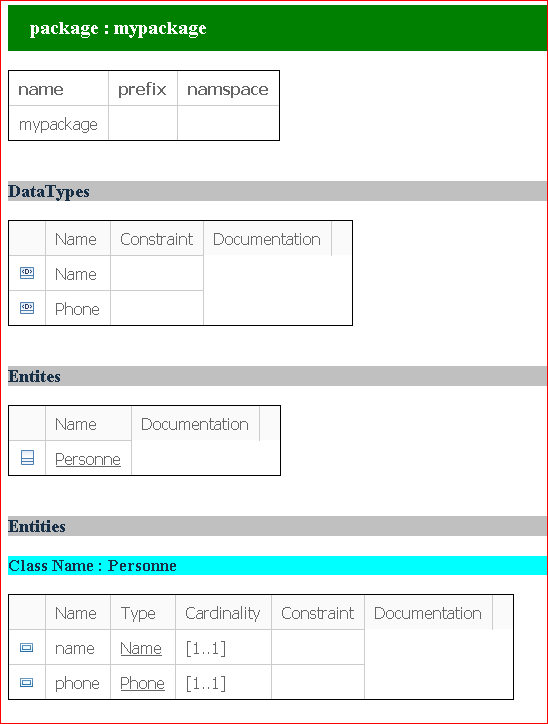 package : mypackage
name prefix namspace
mypackage
DataTypes
Name Constraint Documentation
Name
Phone
Entites
Name Documentation
Personne
Entities
Class Name : Personne
Name Type Cardinality Constraint Documentation
name Name [1..1]
phone Phone [1..1]